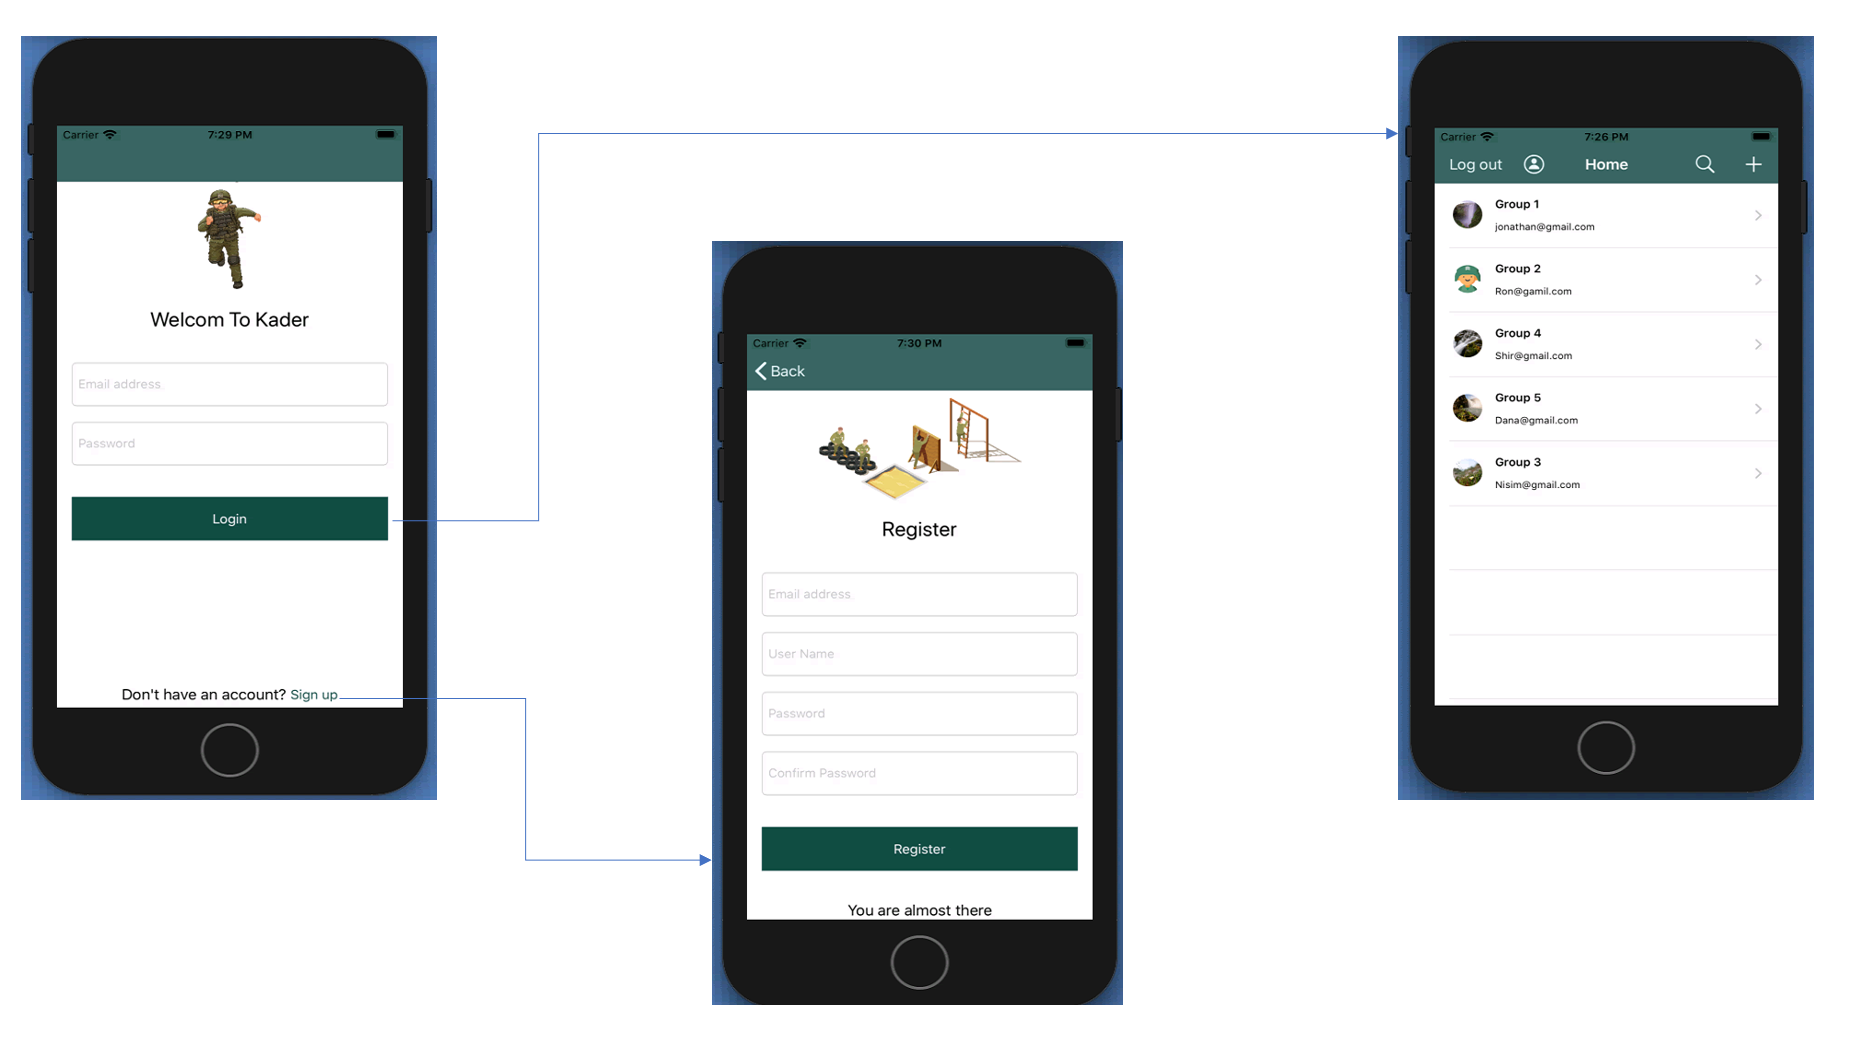 Carrier 7:29 PM
Welcom To Kader
Email address
Password
Login
Don't have an account? Sign up
Carrier 7:30 PM
Back
Register
Email address
User Name
Password
Confirm Password
Register
You are almost there
Carrier 7:26 PM
Log out Home
Group 1
jonathan@gmail.com
Group 2
Ron@gamil.com
Group 4
Shir@gmail.com
Group 5
Dana@gmail.com
Group 3
Nisim@gmail.com